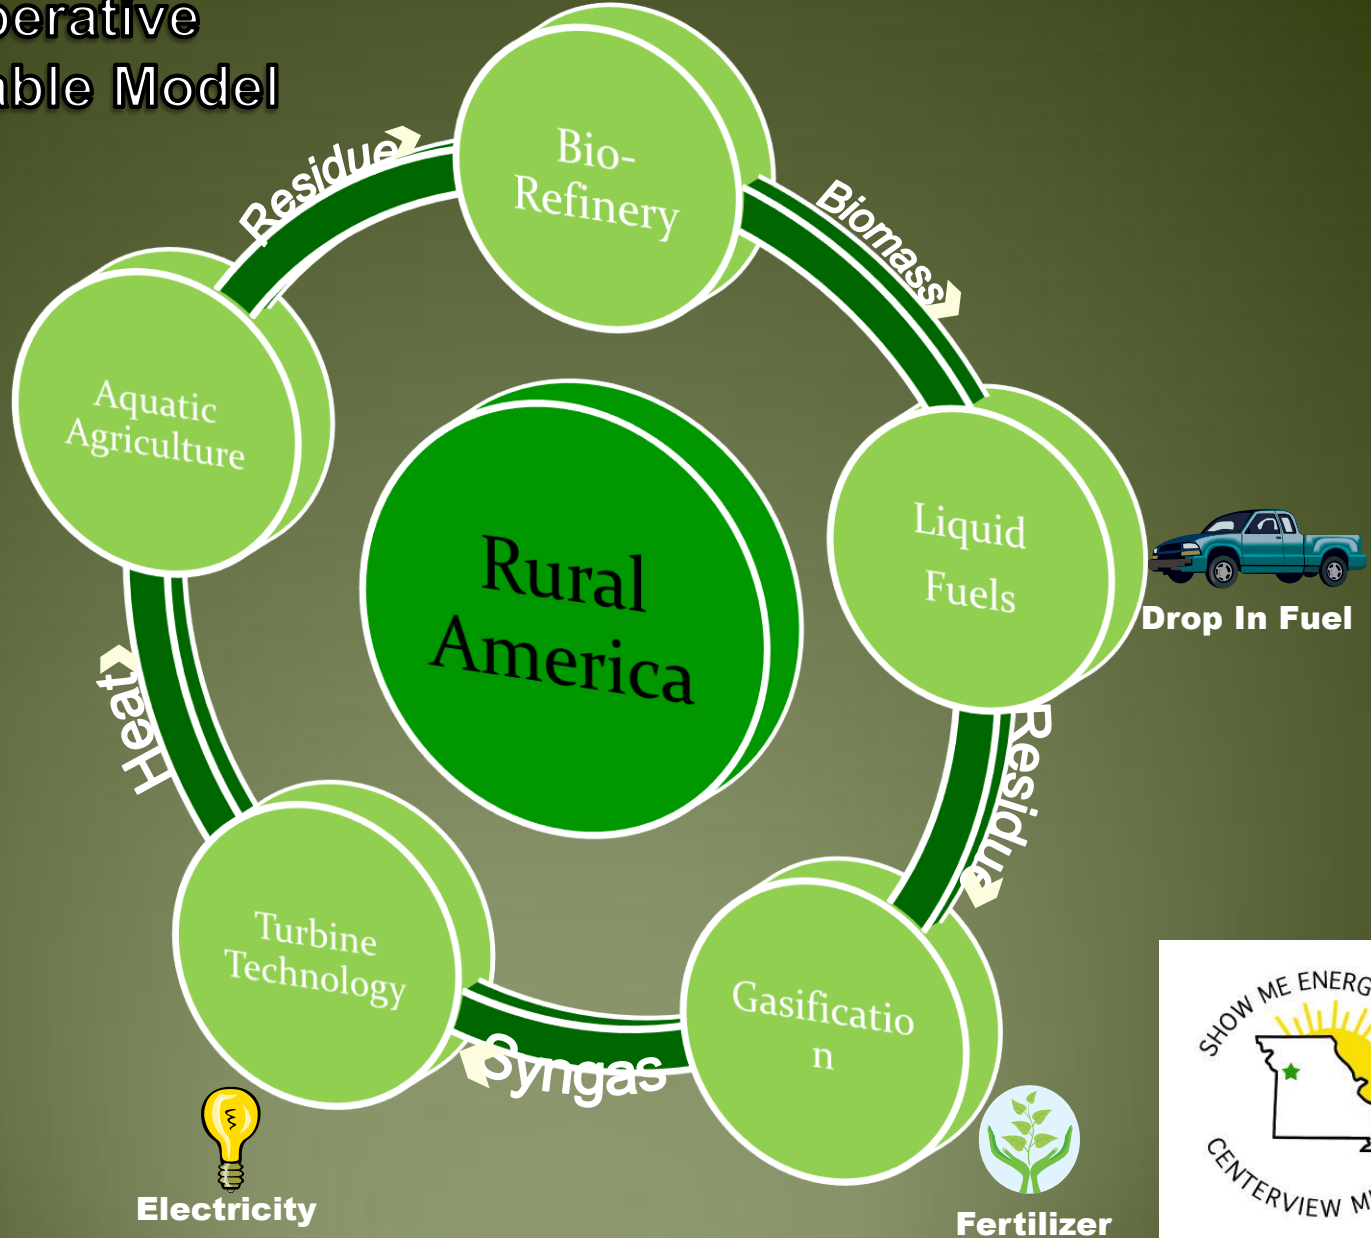 perative
able Model
Residue
Bio-
Refinery
Biomass
Aquatic
Agriculture
Rural
America
Liquid
Fuels
Drop In Fuel
Heat
Residue
Turbine
Technology
Syngas
Gasificatio
n
Electricity
Fertilizer
SHOW ME ENERG
CENTERVIEW